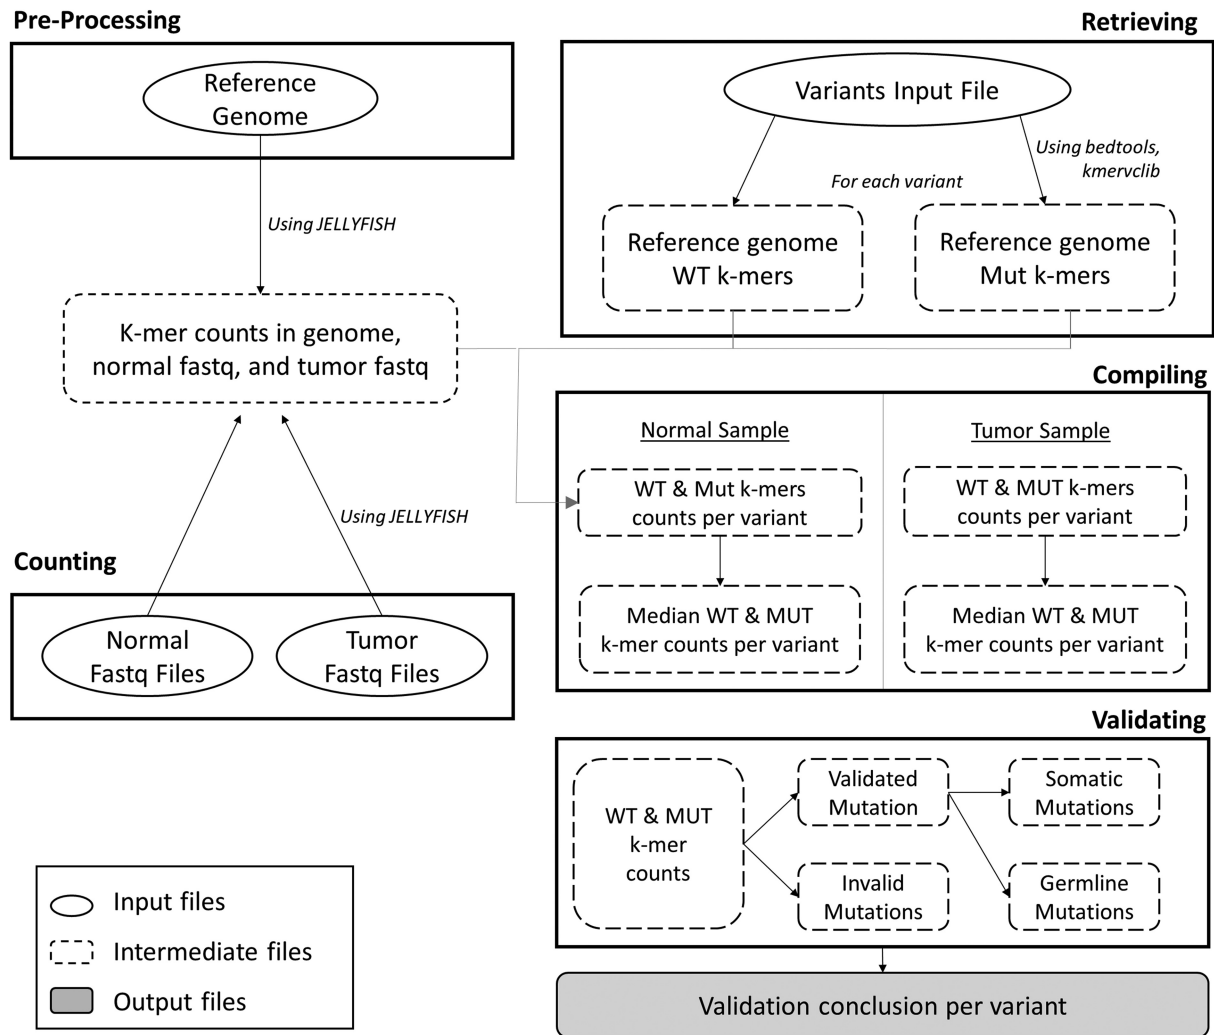 Pre-Processing
Reference
Genome
Using JELLYFISH
K-mer counts in genome,
normal fastq, and tumor fastq
Using JELLYFISH
Counting
Normal
Fastq Files
Tumor
Fastq Files
Retrieving
Variants Input File
Using bedtools,
kmervclib
For each variant
Reference genome
WT k-mers
Reference genome
Mut k-mers
Compiling
Normal Sample
WT & Mut k-mers
counts per variant
Median WT & MUT
k-mer counts per variant
Tumor Sample
WT & MUT k-mers
counts per variant
Median WT & MUT
k-mer counts per variant
Validating
WT & MUT
k-mer
counts
Validated
Mutation
Invalid
Mutations
Somatic
Mutations
Germline
Mutations
Validation conclusion per variant
Input files
Intermediate files
Output files